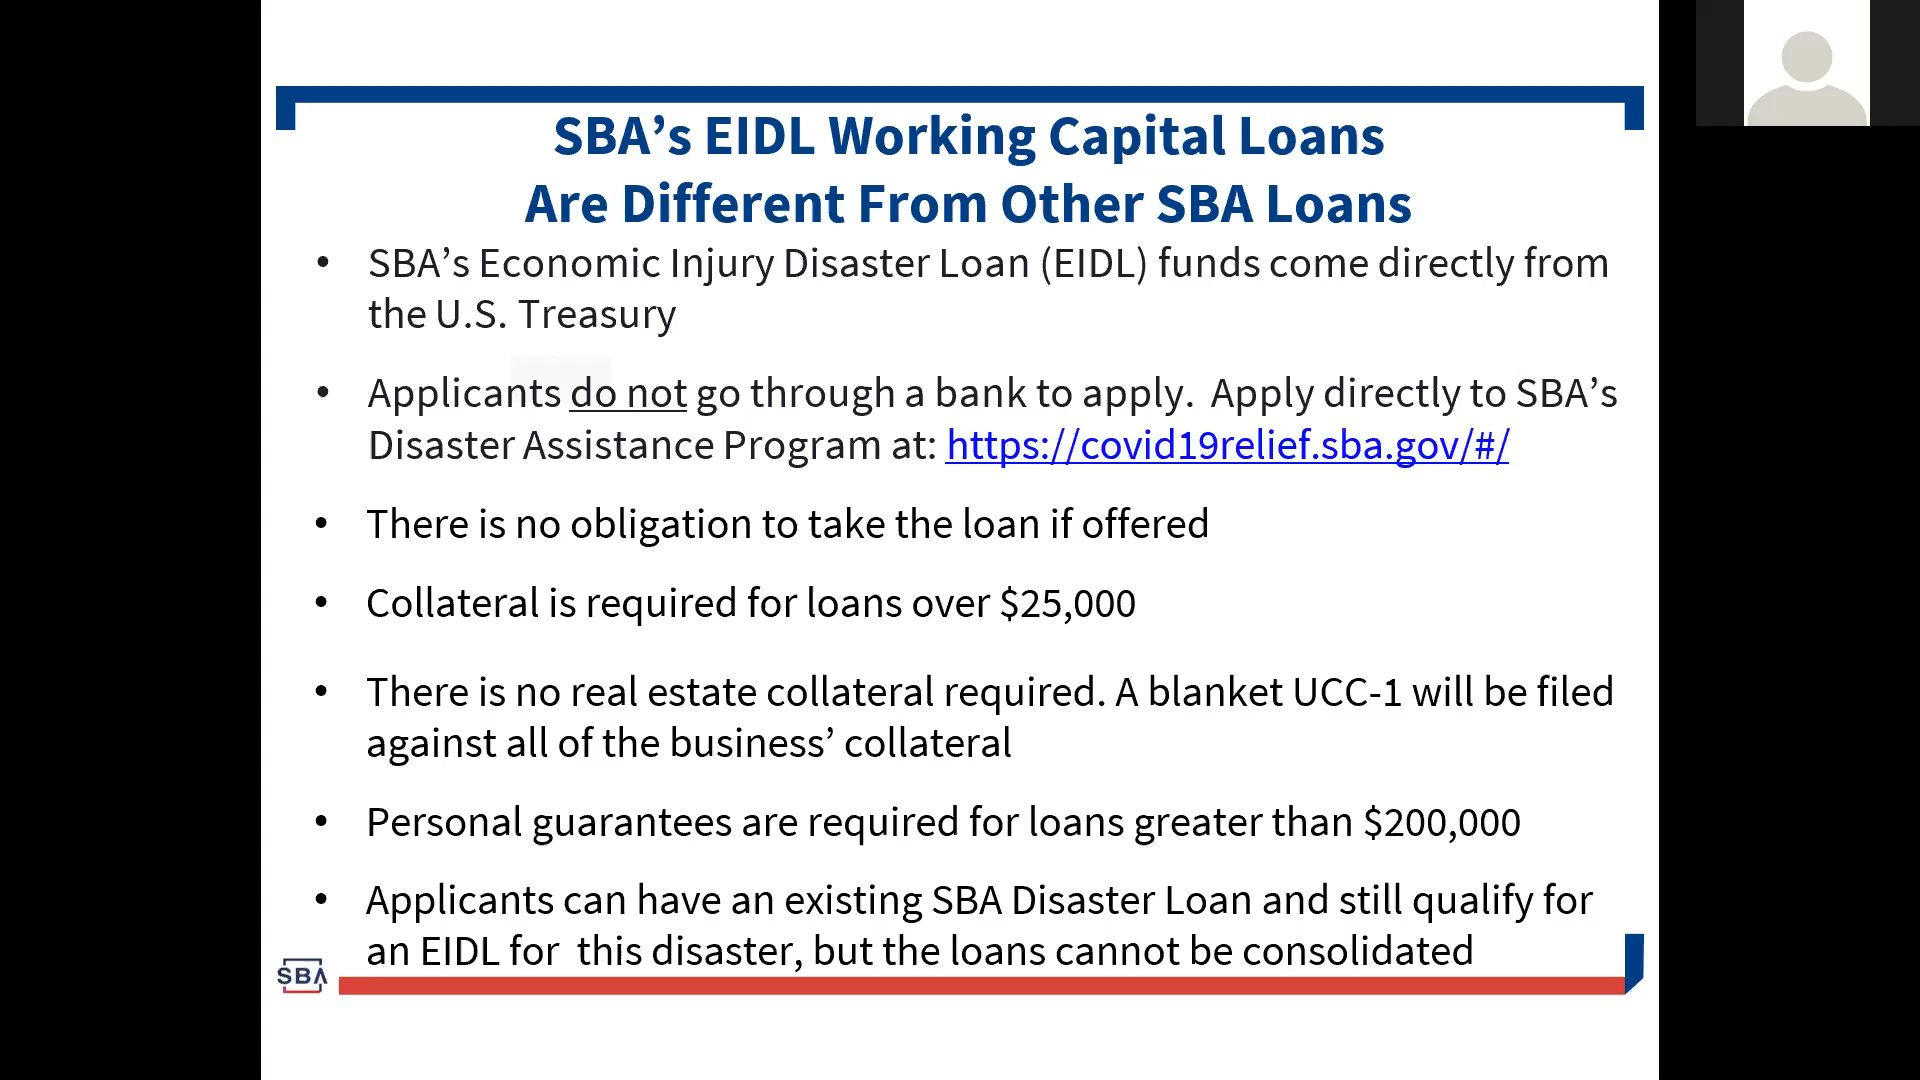 SBA’s EIDL Working Capital Loans
Are Different From Other SBA Loans
• SBA’s Economic Injury Disaster Loan (EIDL) funds come directly from
the U.S. Treasury
• Applicants do not go through a bank to apply.  Apply directly to SBA’s
Disaster Assistance Program at: https://covid19relief.sba.gov/#/
• There is no obligation to take the loan if offered
• Collateral is required for loans over $25,000
• There is no real estate collateral required. A blanket UCC-1 will be filed
against all of the business’ collateral
• Personal guarantees are required for loans greater than $200,000
• Applicants can have an existing SBA Disaster Loan and still qualify for
an EIDL for  this disaster, but the loans cannot be consolidated
SBA